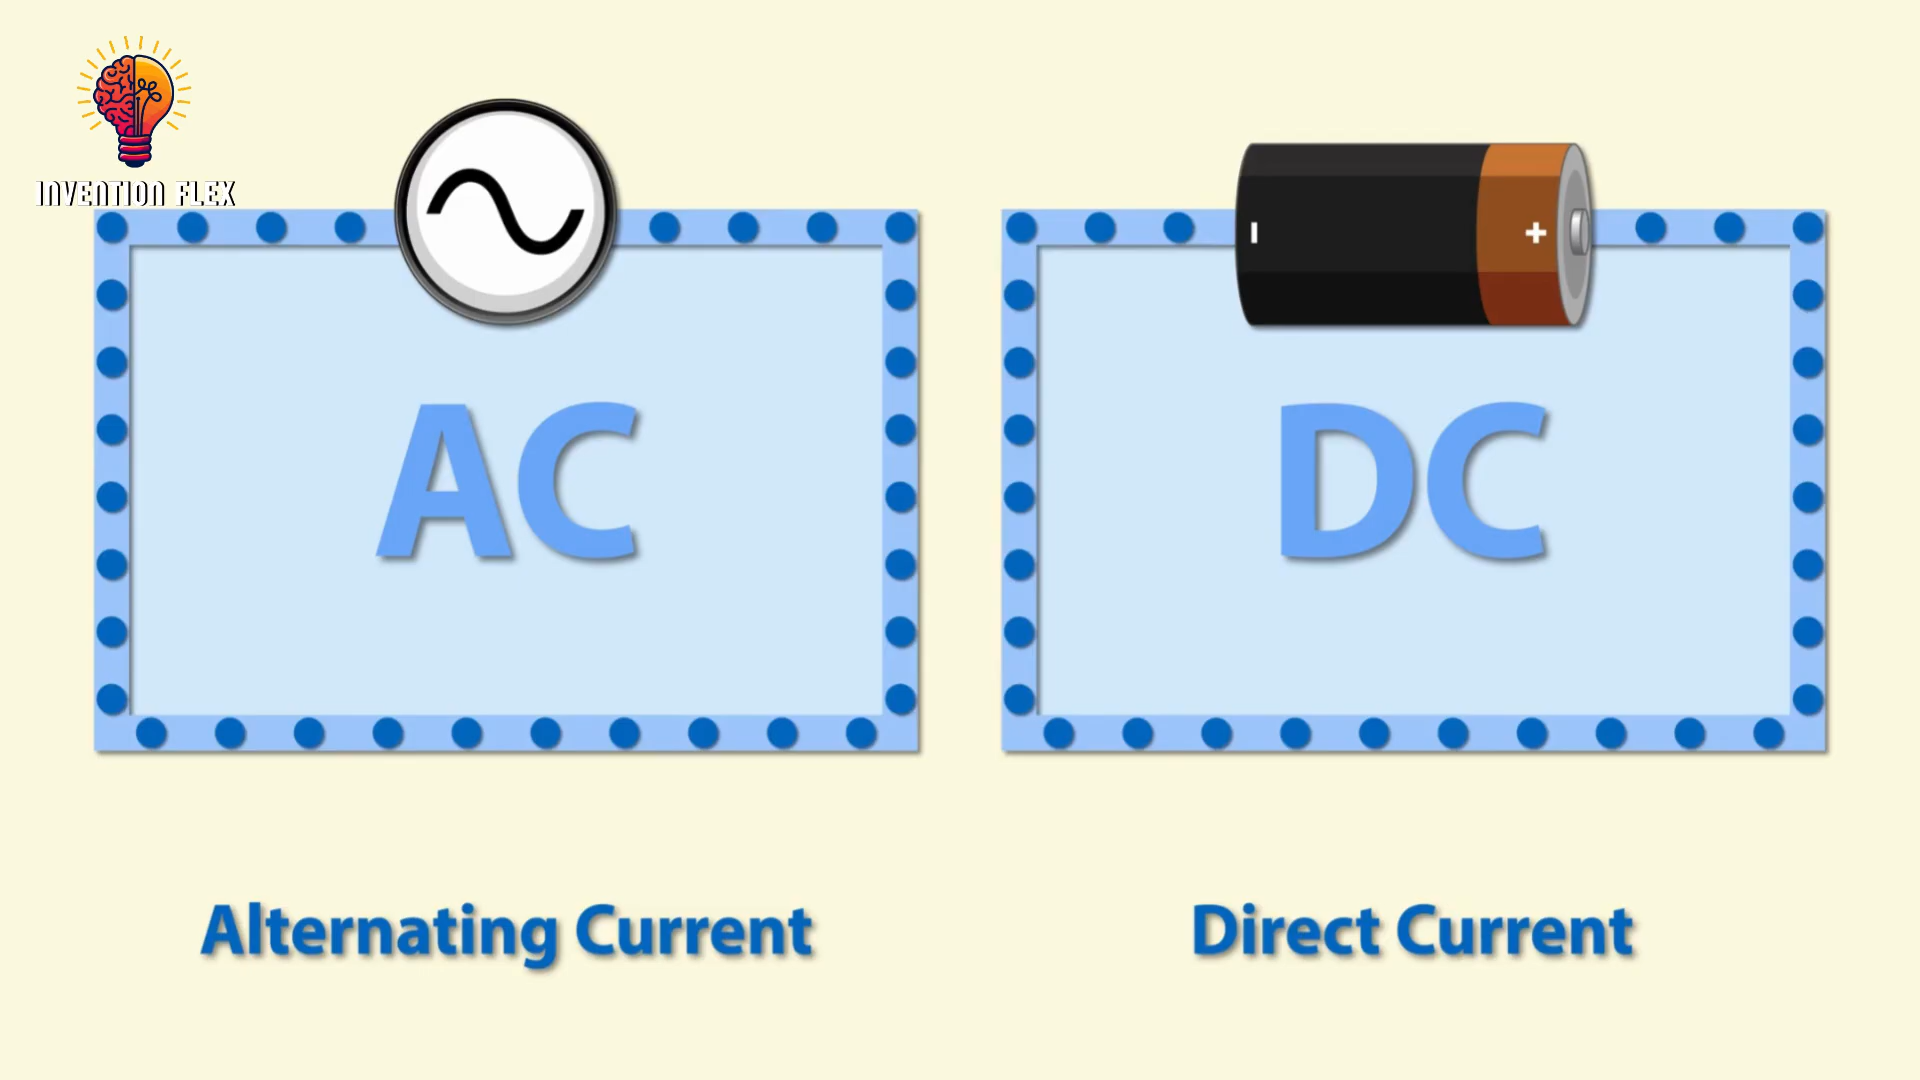 INVENTION FLEX
- +
AC
DC
Alternating Current
Direct Current